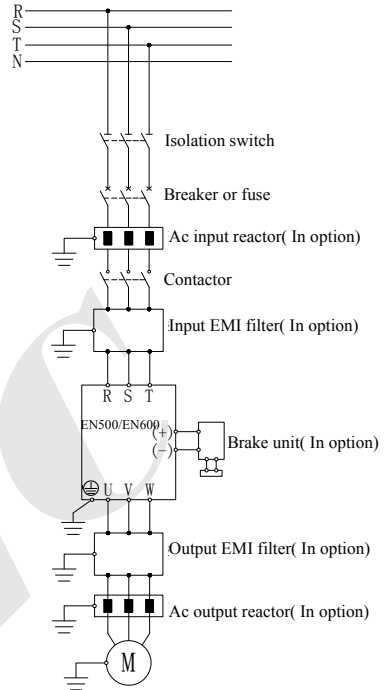 R
S
T
N
Isolation switch
Breaker or fuse
Ac input reactor( In option)
Contactor
Input EMI filter( In option)
R S T
EN500/EN600
(+)
(−)
Brake unit( In option)
U V W
Output EMI filter( In option)
Ac output reactor( In option)
M